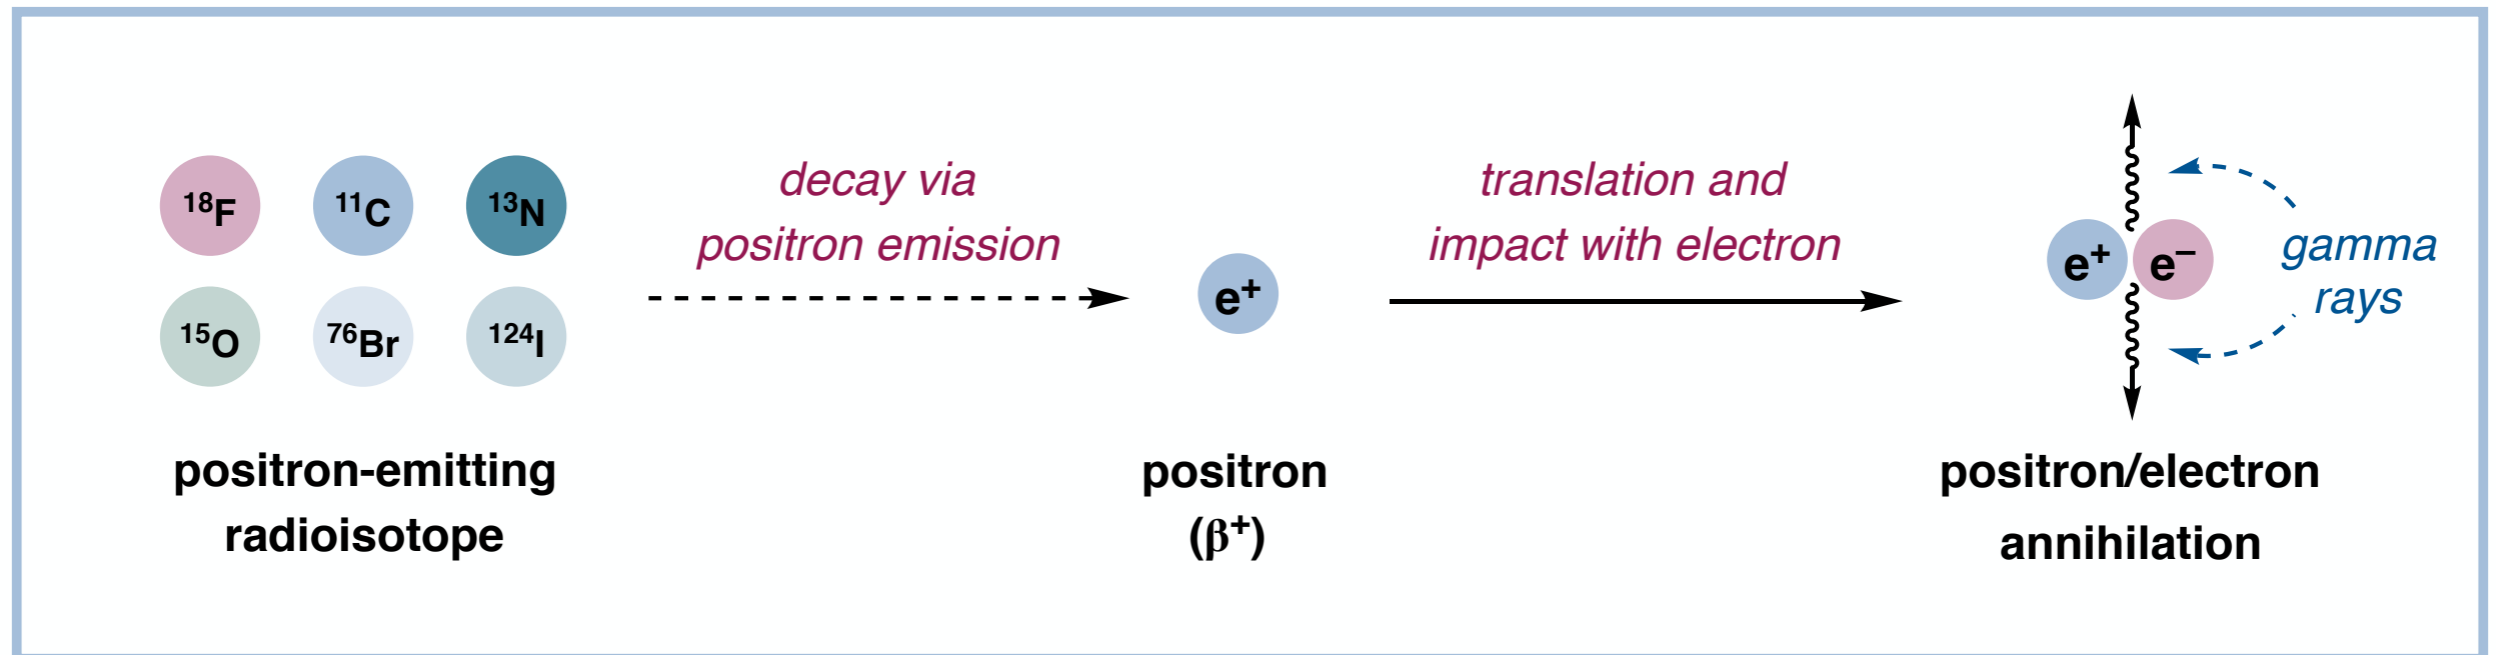 ¹⁸F
¹¹C
¹³N
¹⁵O
⁷⁶Br
¹²⁴I
positron-emitting
radioisotope
decay via
positron emission
e⁺
positron
(β⁺)
translation and
impact with electron
e⁺
e⁻
gamma
rays
positron/electron
annihilation